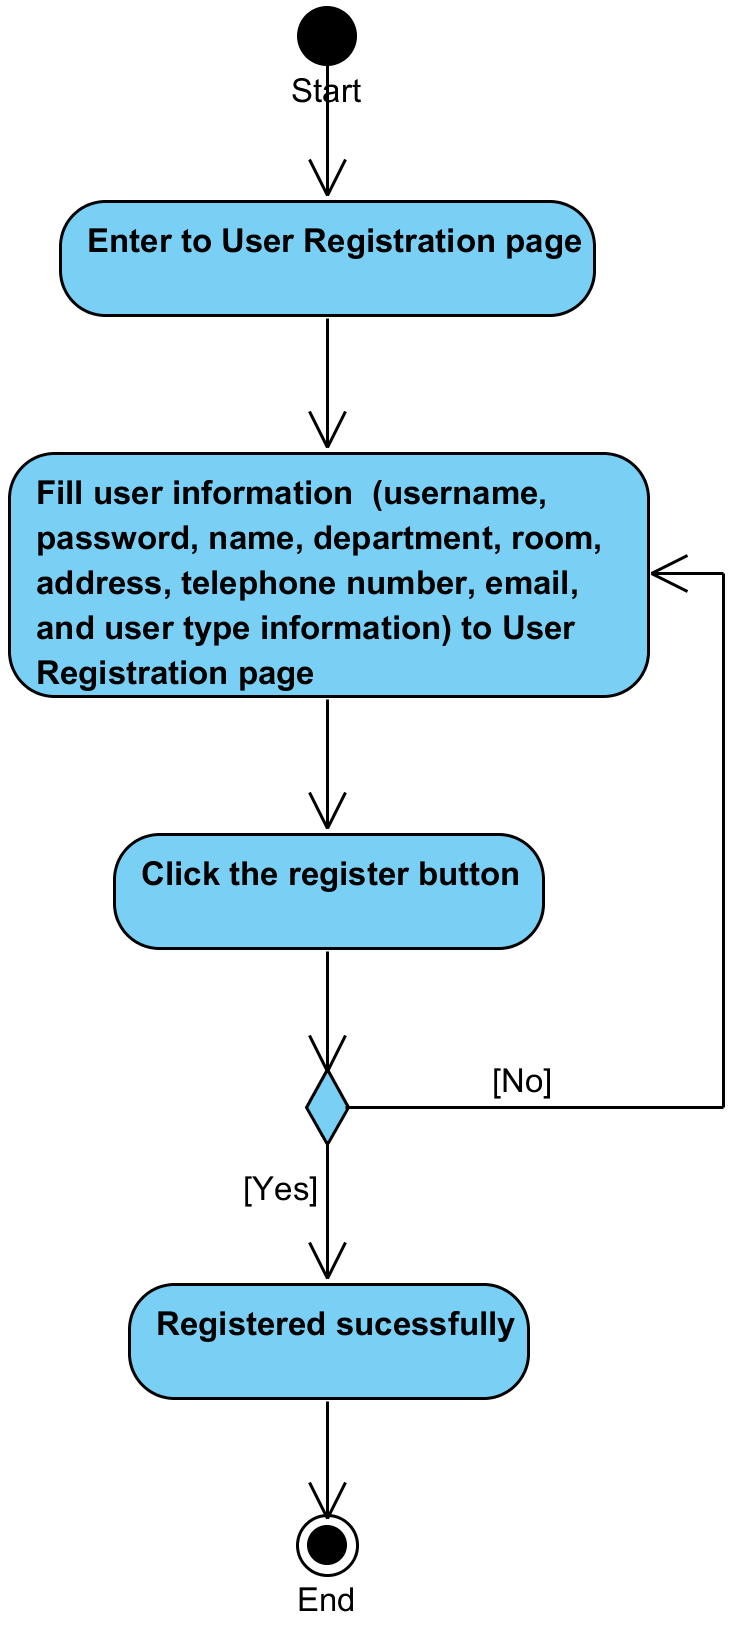 Start
Enter to User Registration page
Fill user information  (username,
password, name, department, room,
address, telephone number, email,
and user type information) to User
Registration page
Click the register button
[No]
[Yes]
Registered sucessfully
End